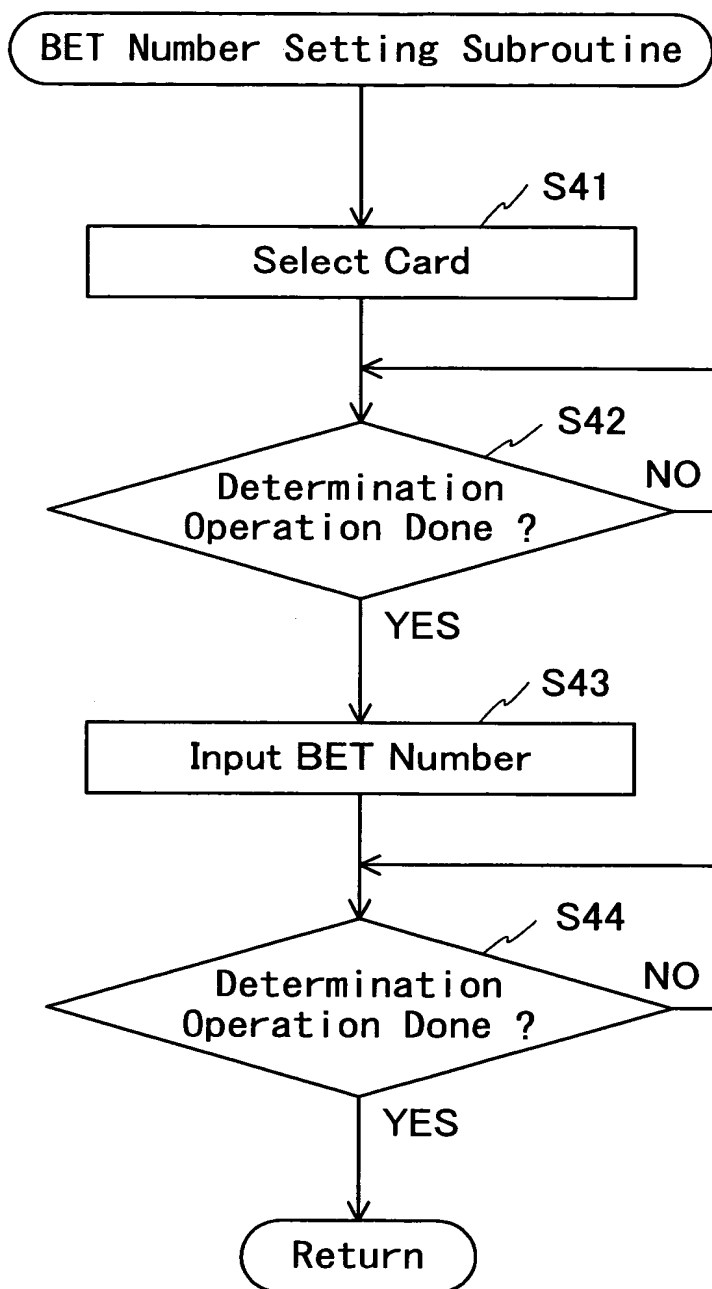 BET Number Setting Subroutine
S41
Select Card
S42
Determination
Operation Done ?
NO
YES
S43
Input BET Number
S44
Determination
Operation Done ?
NO
YES
Return